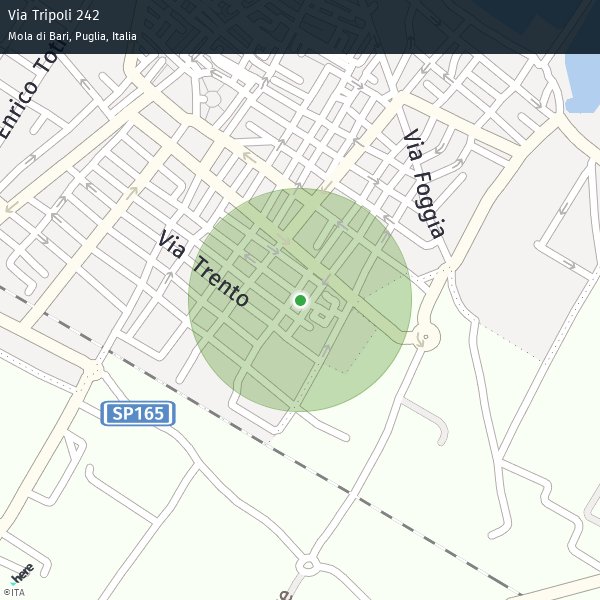 Via Tripoli 242
Mola di Bari, Puglia, Italia
Enrico Toti
Via Foggia
Via Trento
SP165
here
©ITA